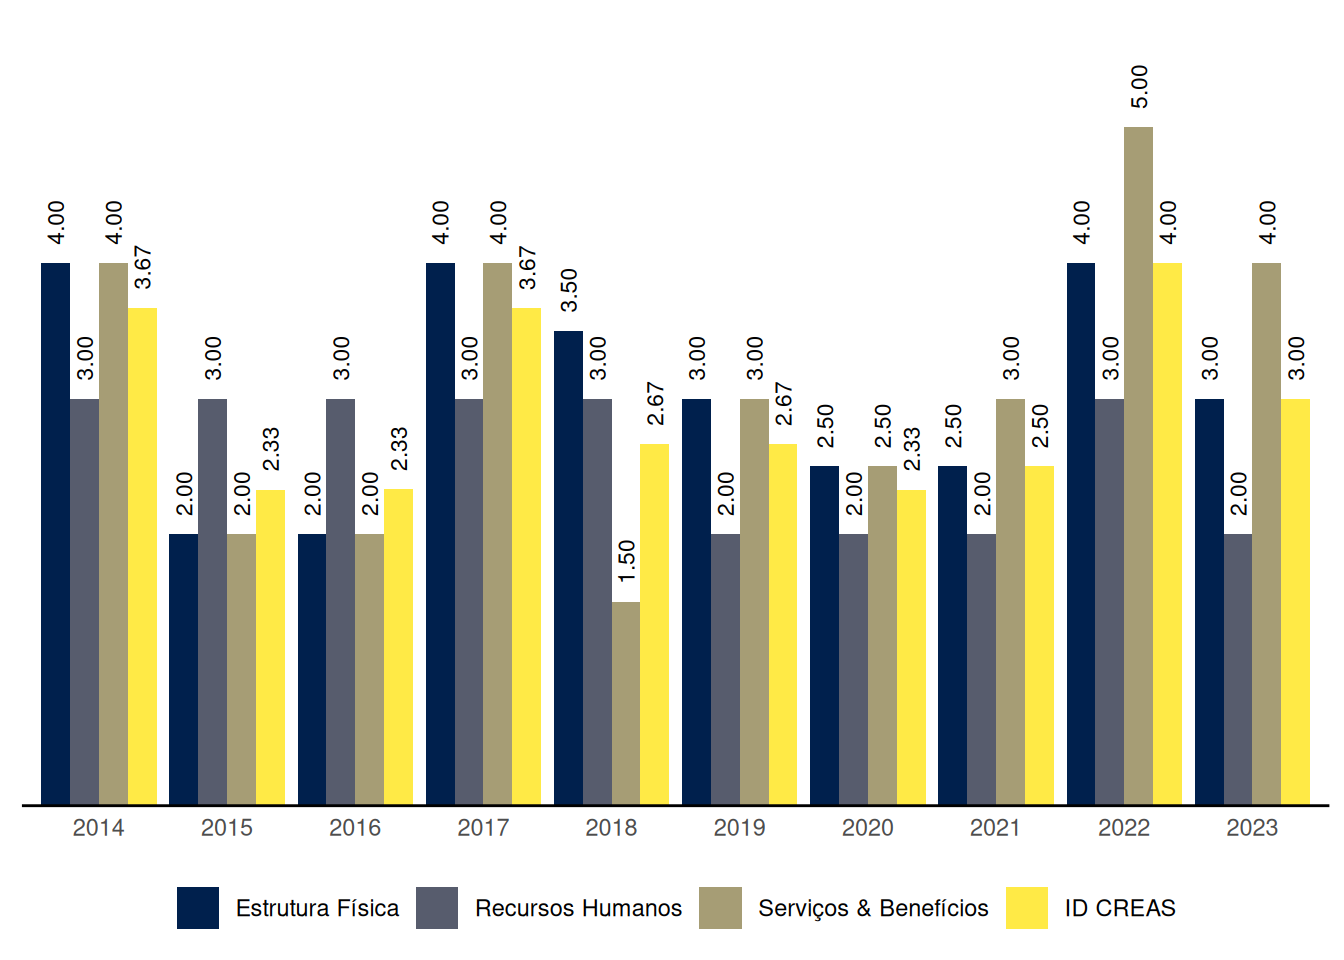 5.00
4.00 4.00 4.00 4.00 4.00 4.00 4.00
3.67 3.67
3.50
3.00 3.00 3.00 3.00 3.00 3.00 3.00 3.00 3.00 3.00 3.00
2.67 2.67
2.33 2.33 2.50 2.50 2.33 2.50 2.50
2.00 2.00 2.00 2.00 2.00 2.00 2.00 2.00
1.50
2014 2015 2016 2017 2018 2019 2020 2021 2022 2023
Estrutura Física Recursos Humanos Serviços & Benefícios ID CREAS